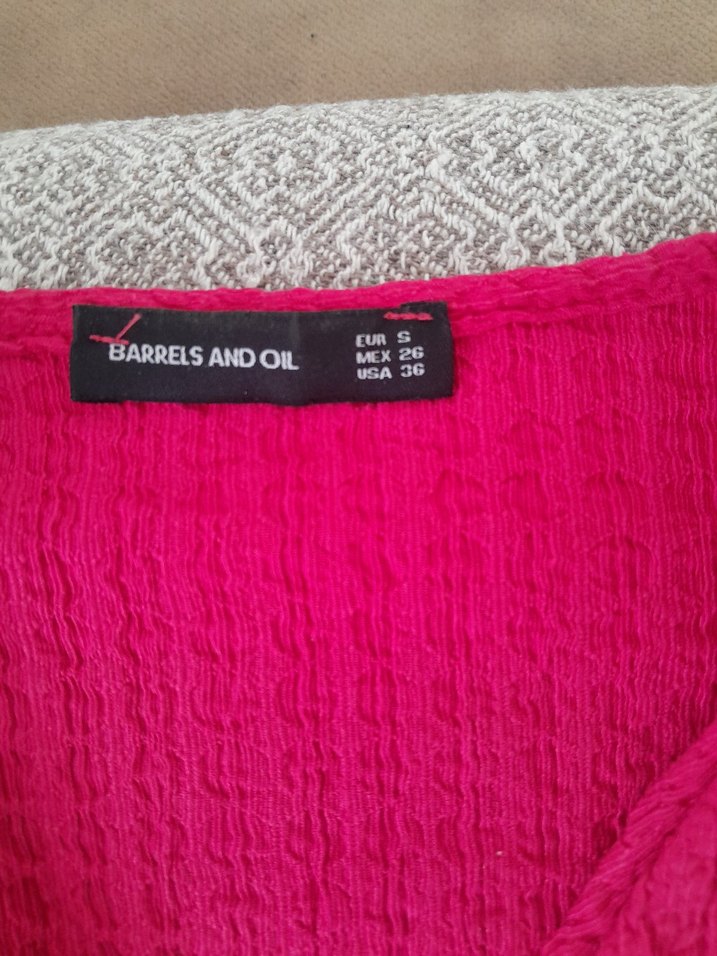 BARRELS AND OIL
EUR S
MEX 26
USA 36